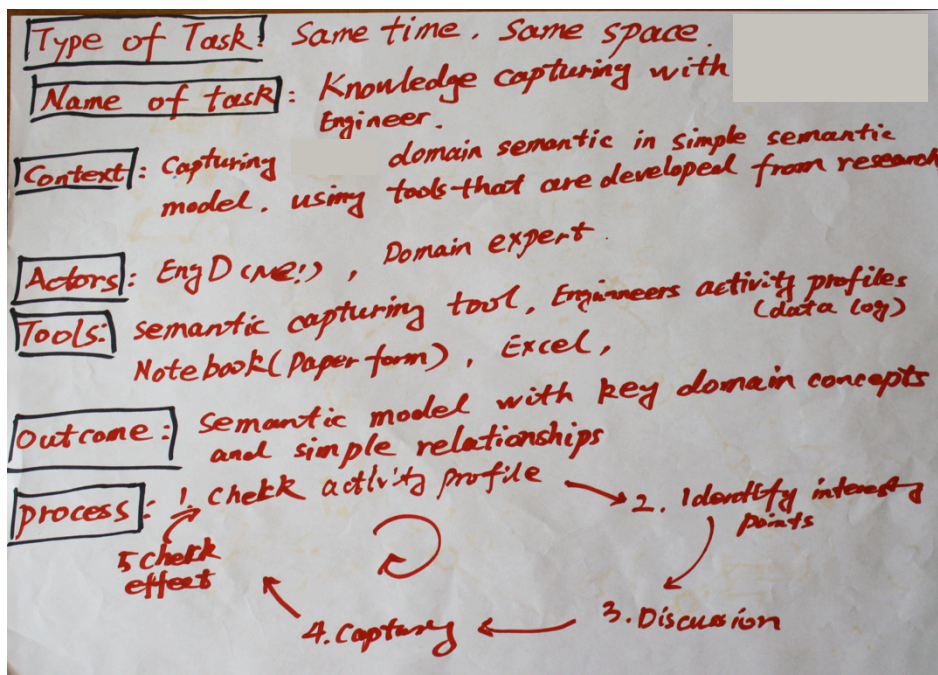 Type of Task: Same time. Same space.
Name of task: Knowledge capturing with
Engineer.
Context: Capturing domain semantic in simple semantic
model. using tools that are developed from research
Actors: EngD (ME!), Domain expert.
Tools: semantic capturing tool, Engineers activity profiles
(data log)
Notebook (Paper form), Excel,
Outcome: semantic model with key domain concepts
and simple relationships
process: 1. chekk activity profile
2. Identify interesty
points
3. Discussion
4. Capturing
5 chekk
effect